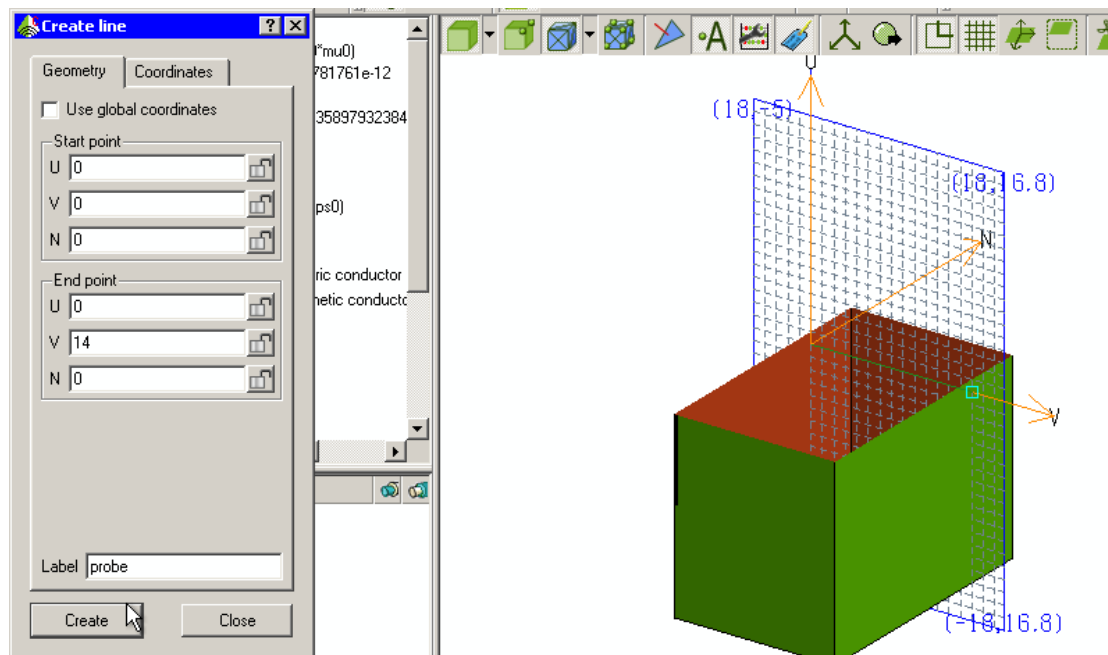 Create line
Geometry
Coordinates
Use global coordinates
Start point
U 0
V 0
N 0
End point
U 0
V 14
N 0
Label probe
Create
Close
*mu0)
781761e-12
35897932384
ps0)
ric conductor
netic conducto
U
(18,-5)
(18,16.8)
N
V
(-18,16.8)